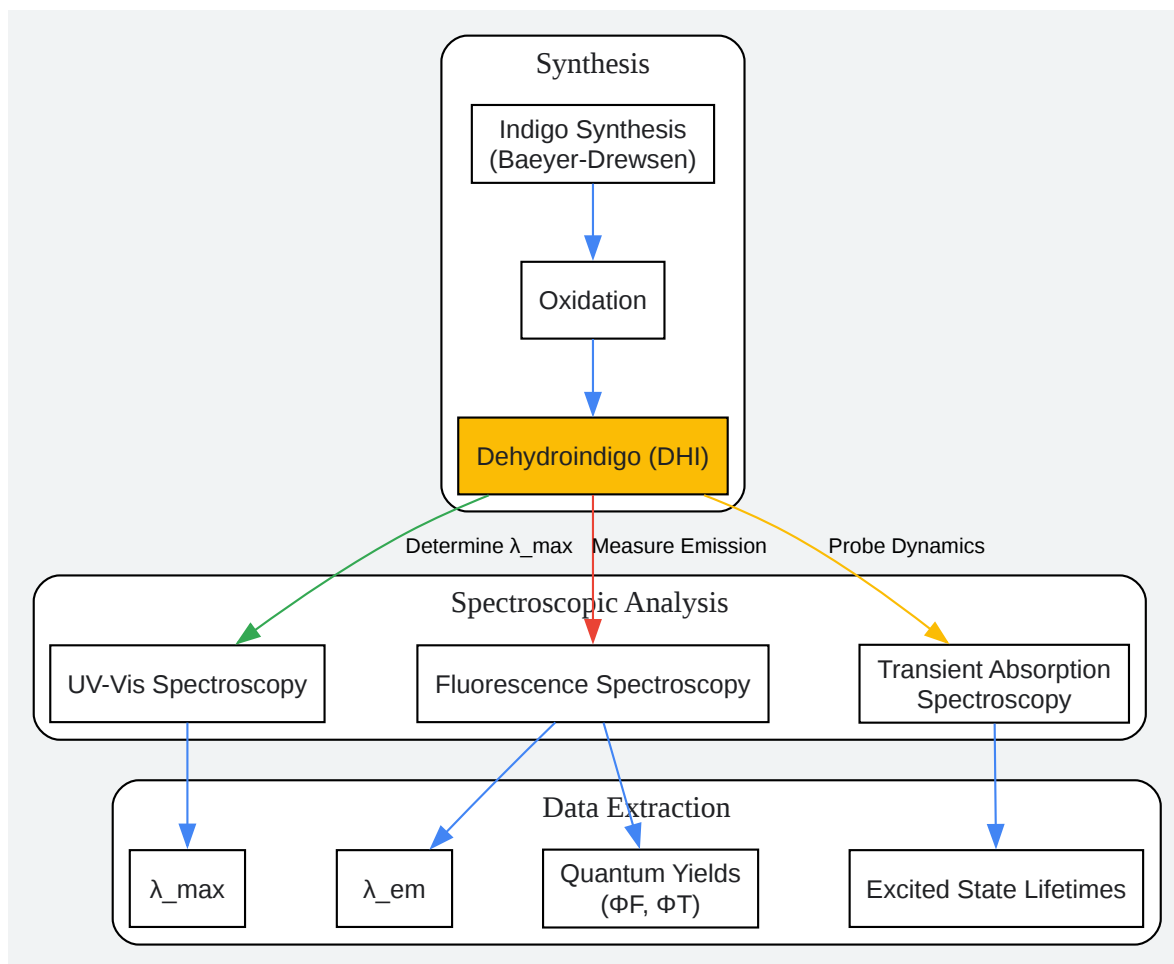 Synthesis
Indigo Synthesis
(Baeyer-Drewsen)
Oxidation
Dehydroindigo (DHI)
Determine λ_max
Measure Emission
Probe Dynamics
Spectroscopic Analysis
UV-Vis Spectroscopy
Fluorescence Spectroscopy
Transient Absorption
Spectroscopy
Data Extraction
λ_max
λ_em
Quantum Yields
(ΦF, ΦT)
Excited State Lifetimes